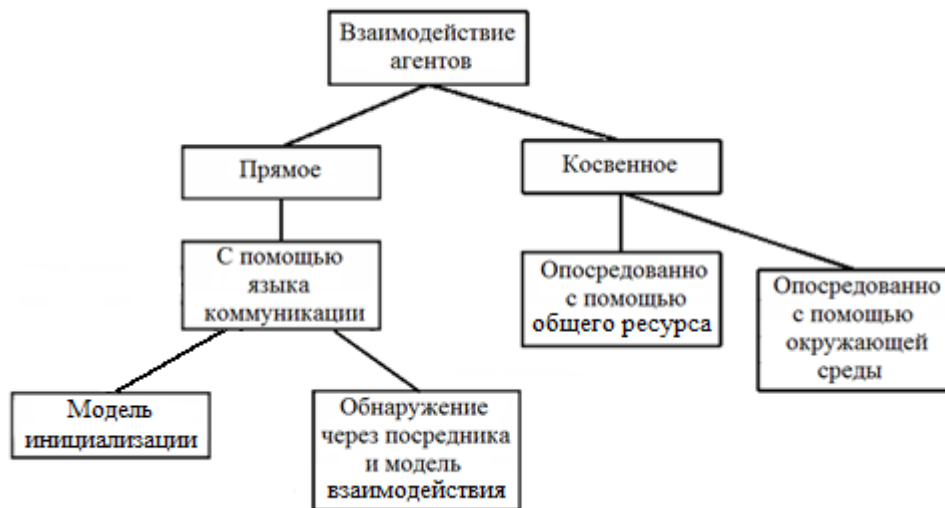 Взаимодействие
агентов
Прямое
Косвенное
С помощью
языка
коммуникации
Опосредованно
с помощью
общего ресурса
Опосредованно
с помощью
окружающей
среды
Модель
инициализации
Обнаружение
через посредника
и модель
взаимодействия